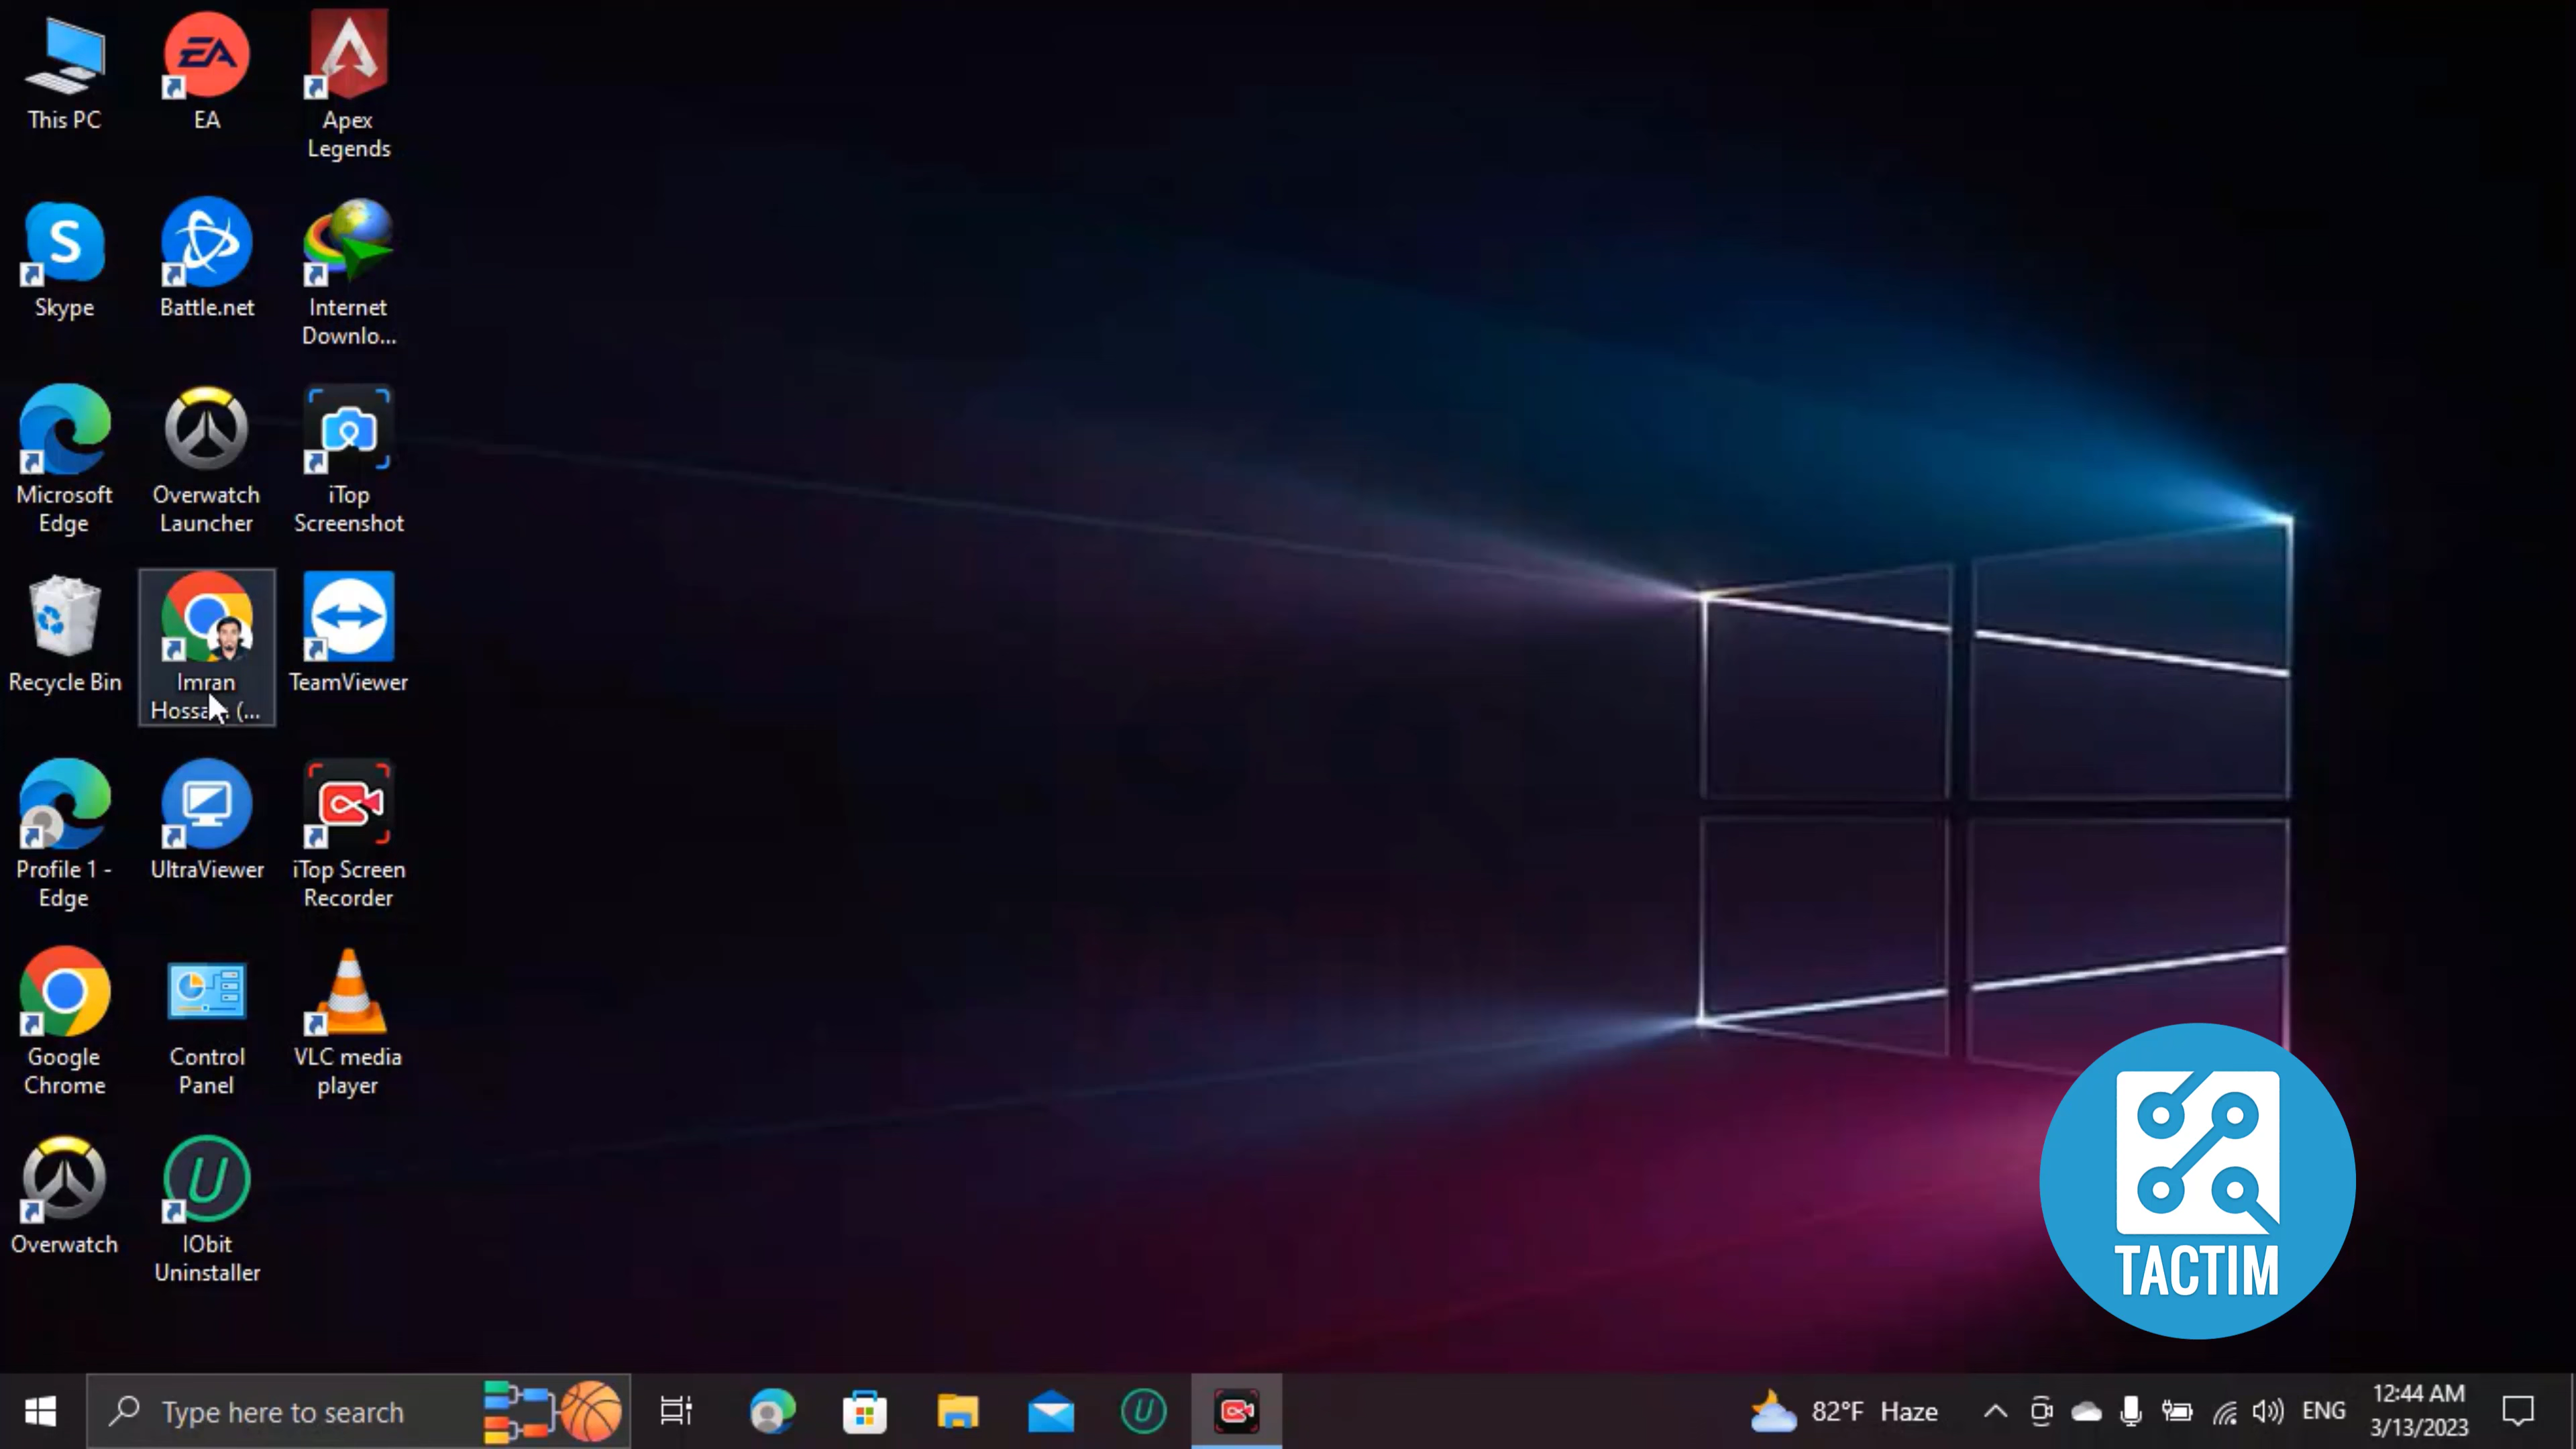 This PC
EA
Apex
Legends
Skype
Battle.net
Internet
Downlo...
Microsoft
Edge
Overwatch
Launcher
iTop
Screenshot
Recycle Bin
Imran
(...
TeamViewer
Profile 1 -
Edge
UltraViewer
iTop Screen
Recorder
Google
Chrome
Control
Panel
VLC media
player
Overwatch
IObit
Uninstaller
TACTIM
Type here to search
82°F Haze
ENG
12:44 AM
3/13/2023